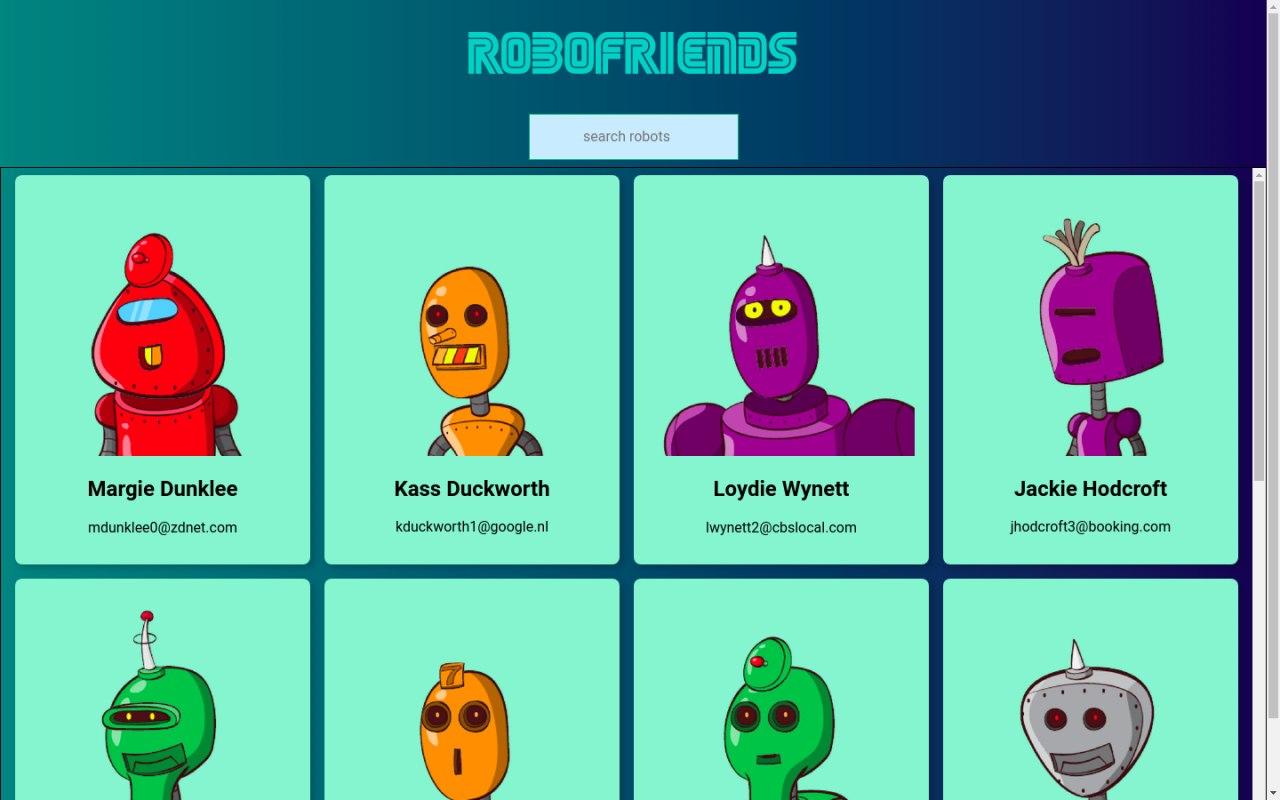 ROBOFRIENDS
search robots
Margie Dunklee
mdunklee0@zdnet.com
Kass Duckworth
kduckworth1@google.nl
Loydie Wynett
lwynett2@cbslocal.com
Jackie Hodcroft
jhodcroft3@booking.com
7